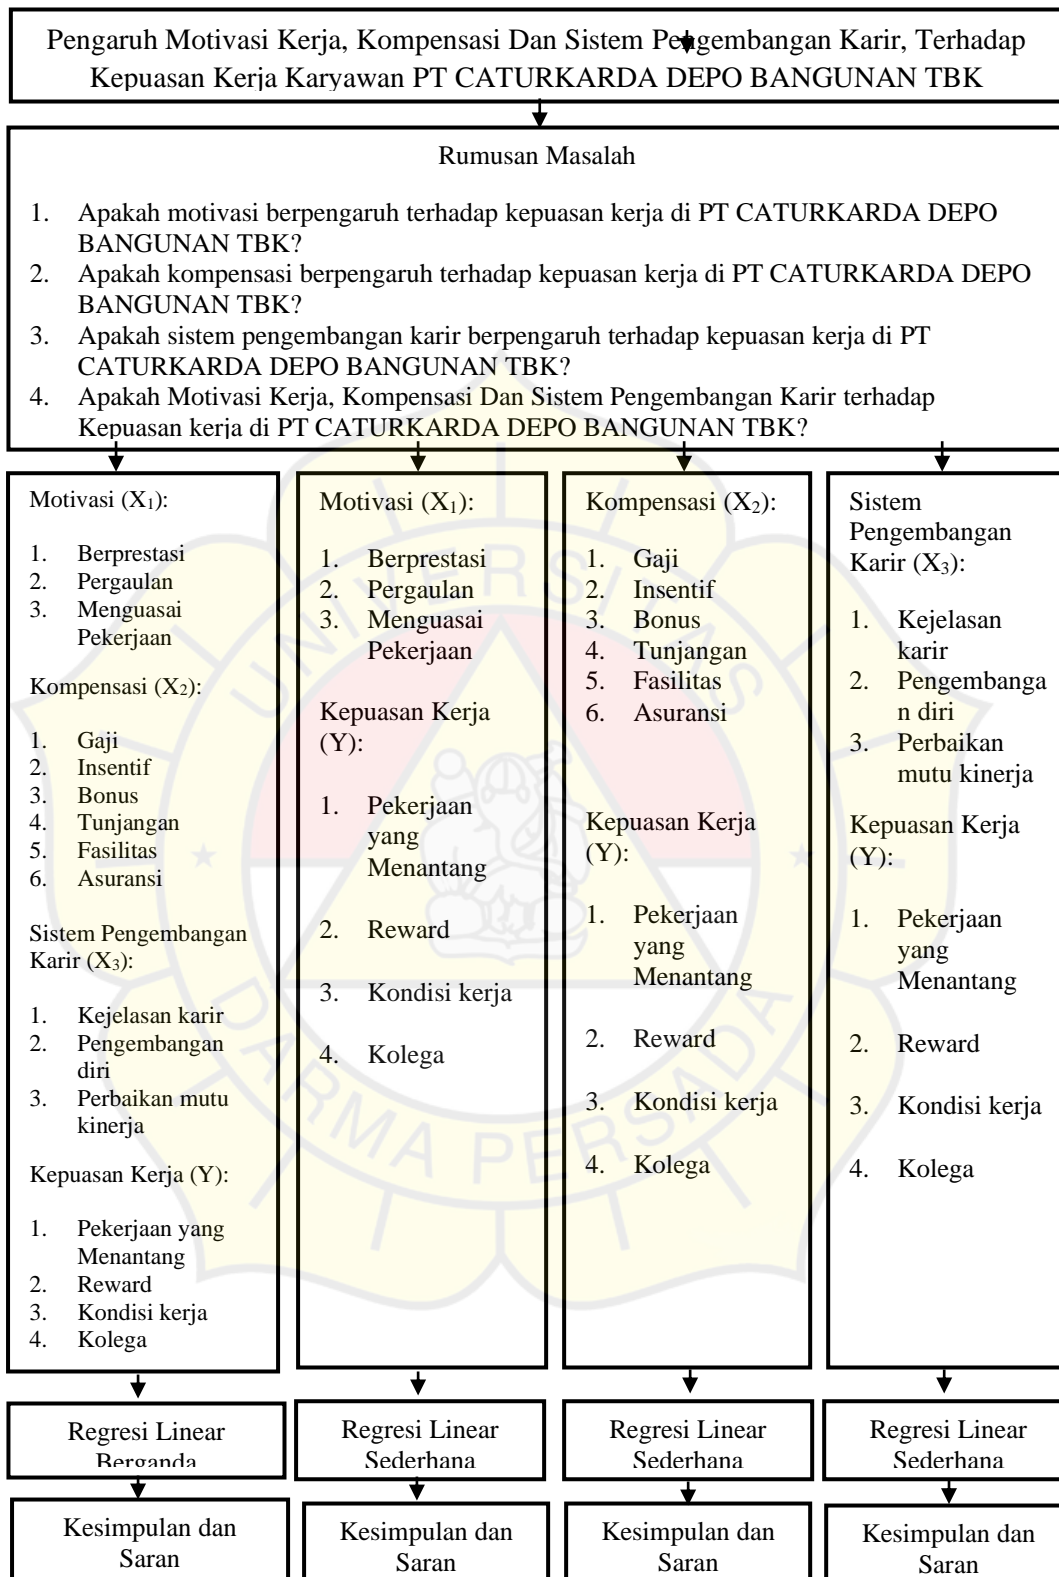 Pengaruh Motivasi Kerja, Kompensasi Dan Sistem Pengembangan Karir, Terhadap
Kepuasan Kerja Karyawan PT CATURKARDA DEPO BANGUNAN TBK
Rumusan Masalah
1. Apakah motivasi berpengaruh terhadap kepuasan kerja di PT CATURKARDA DEPO
BANGUNAN TBK?
2. Apakah kompensasi berpengaruh terhadap kepuasan kerja di PT CATURKARDA DEPO
BANGUNAN TBK?
3. Apakah sistem pengembangan karir berpengaruh terhadap kepuasan kerja di PT
CATURKARDA DEPO BANGUNAN TBK?
4. Apakah Motivasi Kerja, Kompensasi Dan Sistem Pengembangan Karir terhadap
Kepuasan kerja di PT CATURKARDA DEPO BANGUNAN TBK?
Motivasi (X₁):
1. Berprestasi
2. Pergaulan
3. Menguasai
Pekerjaan
Kompensasi (X₂):
1. Gaji
2. Insentif
3. Bonus
4. Tunjangan
5. Fasilitas
6. Asuransi
Sistem Pengembangan
Karir (X₃):
1. Kejelasan karir
2. Pengembangan
diri
3. Perbaikan mutu
kinerja
Kepuasan Kerja (Y):
1. Pekerjaan yang
Menantang
2. Reward
3. Kondisi kerja
4. Kolega
Motivasi (X₁):
1. Berprestasi
2. Pergaulan
3. Menguasai
Pekerjaan
Kepuasan Kerja
(Y):
1. Pekerjaan
yang
Menantang
2. Reward
3. Kondisi kerja
4. Kolega
Kompensasi (X₂):
1. Gaji
2. Insentif
3. Bonus
4. Tunjangan
5. Fasilitas
6. Asuransi
Kepuasan Kerja
(Y):
1. Pekerjaan
yang
Menantang
2. Reward
3. Kondisi kerja
4. Kolega
Sistem
Pengembangan
Karir (X₃):
1. Kejelasan
karir
2. Pengembanga
n diri
3. Perbaikan
mutu kinerja
Kepuasan Kerja
(Y):
1. Pekerjaan
yang
Menantang
2. Reward
3. Kondisi kerja
4. Kolega
Regresi Linear
Berganda
Regresi Linear
Sederhana
Regresi Linear
Sederhana
Regresi Linear
Sederhana
Kesimpulan dan
Saran
Kesimpulan dan
Saran
Kesimpulan dan
Saran
Kesimpulan dan
Saran
UNIVERSITAS
DARMA PERSADA